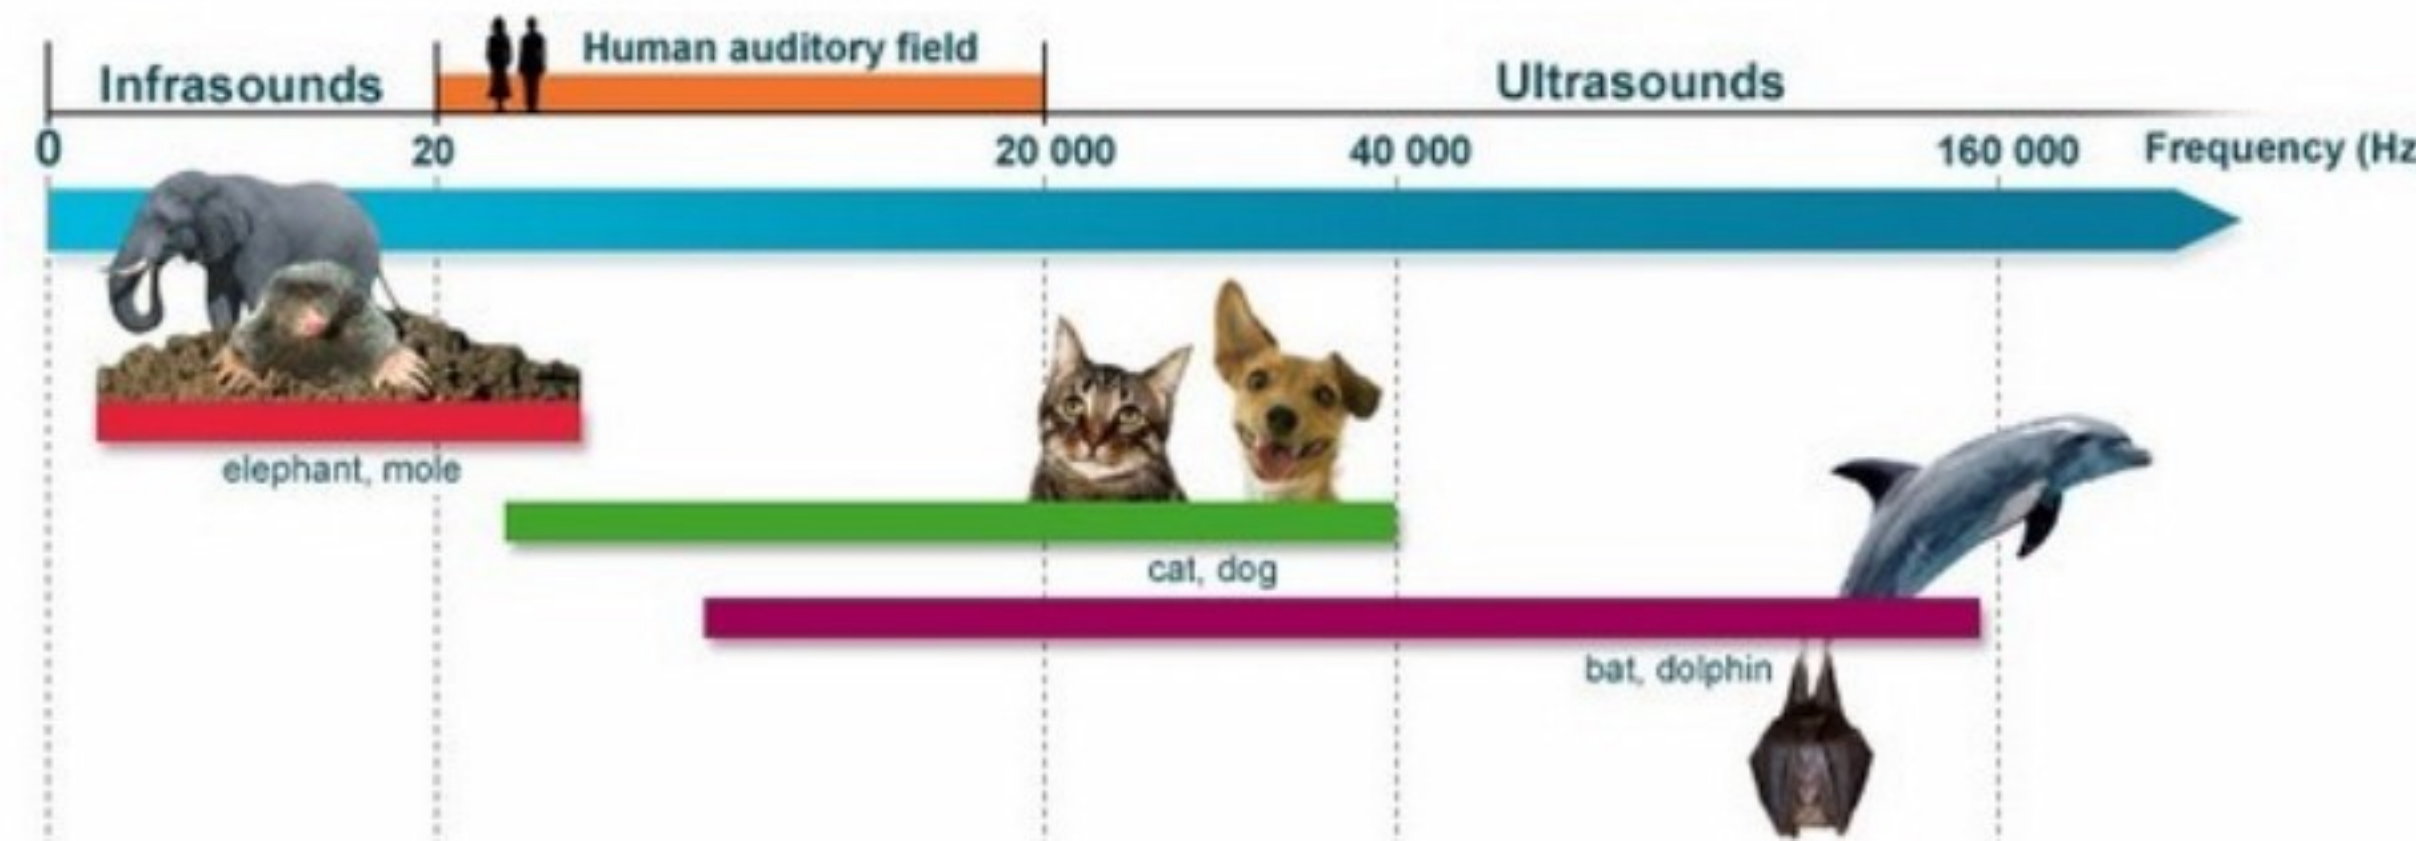 Human auditory field
Infrasounds
Ultrasounds
0 20 20 000 40 000 160 000 Frequency (Hz
elephant, mole
cat, dog
bat, dolphin